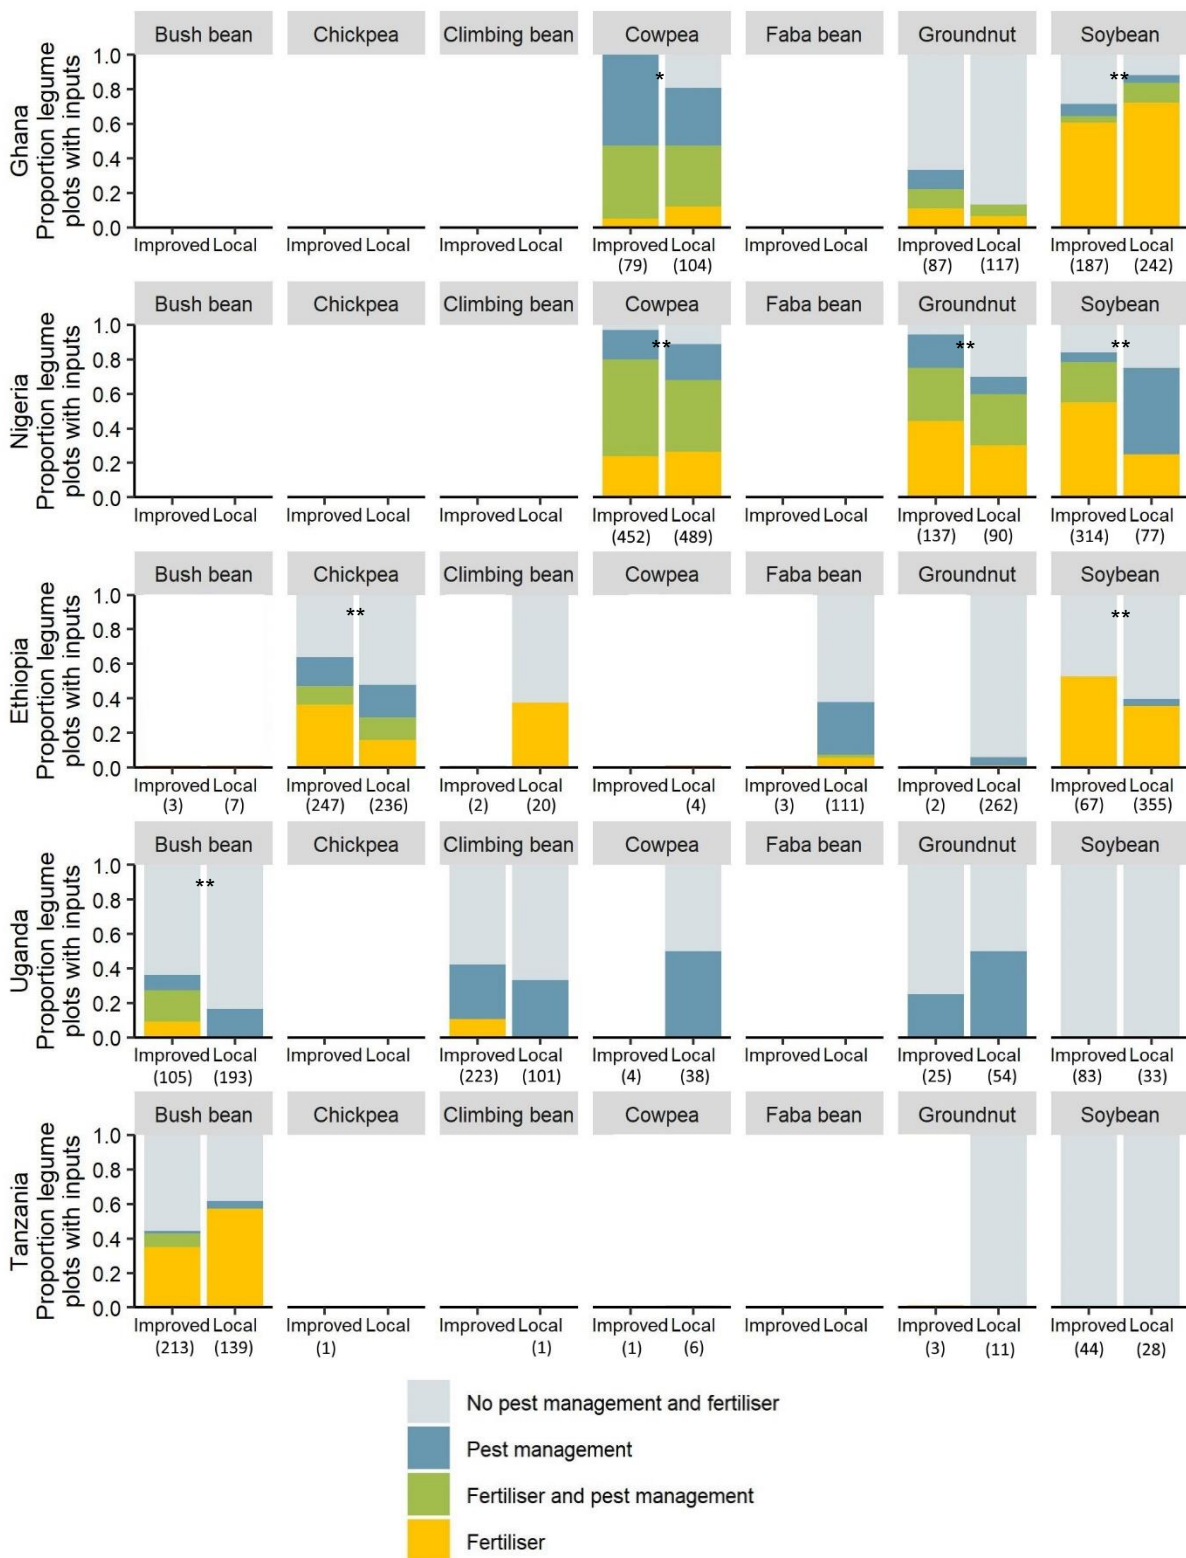 Bush bean Chickpea Climbing bean Cowpea Faba bean Groundnut Soybean
Ghana
Proportion legume
plots with inputs
1.0
0.8
0.6
0.4
0.2
0.0
* **
Improved Local Improved Local Improved Local Improved Local Improved Local Improved Local Improved Local
(79) (104) (87) (117) (187) (242)
Bush bean Chickpea Climbing bean Cowpea Faba bean Groundnut Soybean
Nigeria
Proportion legume
plots with inputs
1.0
0.8
0.6
0.4
0.2
0.0
** ** **
Improved Local Improved Local Improved Local Improved Local Improved Local Improved Local Improved Local
(452) (489) (137) (90) (314) (77)
Bush bean Chickpea Climbing bean Cowpea Faba bean Groundnut Soybean
Ethiopia
Proportion legume
plots with inputs
1.0
0.8
0.6
0.4
0.2
0.0
** **
Improved Local Improved Local Improved Local Improved Local Improved Local Improved Local Improved Local
(3) (7) (247) (236) (2) (20) (4) (3) (111) (2) (262) (67) (355)
Bush bean Chickpea Climbing bean Cowpea Faba bean Groundnut Soybean
Uganda
Proportion legume
plots with inputs
1.0
0.8
0.6
0.4
0.2
0.0
**
Improved Local Improved Local Improved Local Improved Local Improved Local Improved Local Improved Local
(105) (193) (223) (101) (4) (38) (25) (54) (83) (33)
Bush bean Chickpea Climbing bean Cowpea Faba bean Groundnut Soybean
Tanzania
Proportion legume
plots with inputs
1.0
0.8
0.6
0.4
0.2
0.0
Improved Local Improved Local Improved Local Improved Local Improved Local Improved Local Improved Local
(213) (139) (1) (1) (1) (6) (3) (11) (44) (28)
No pest management and fertiliser
Pest management
Fertiliser and pest management
Fertiliser